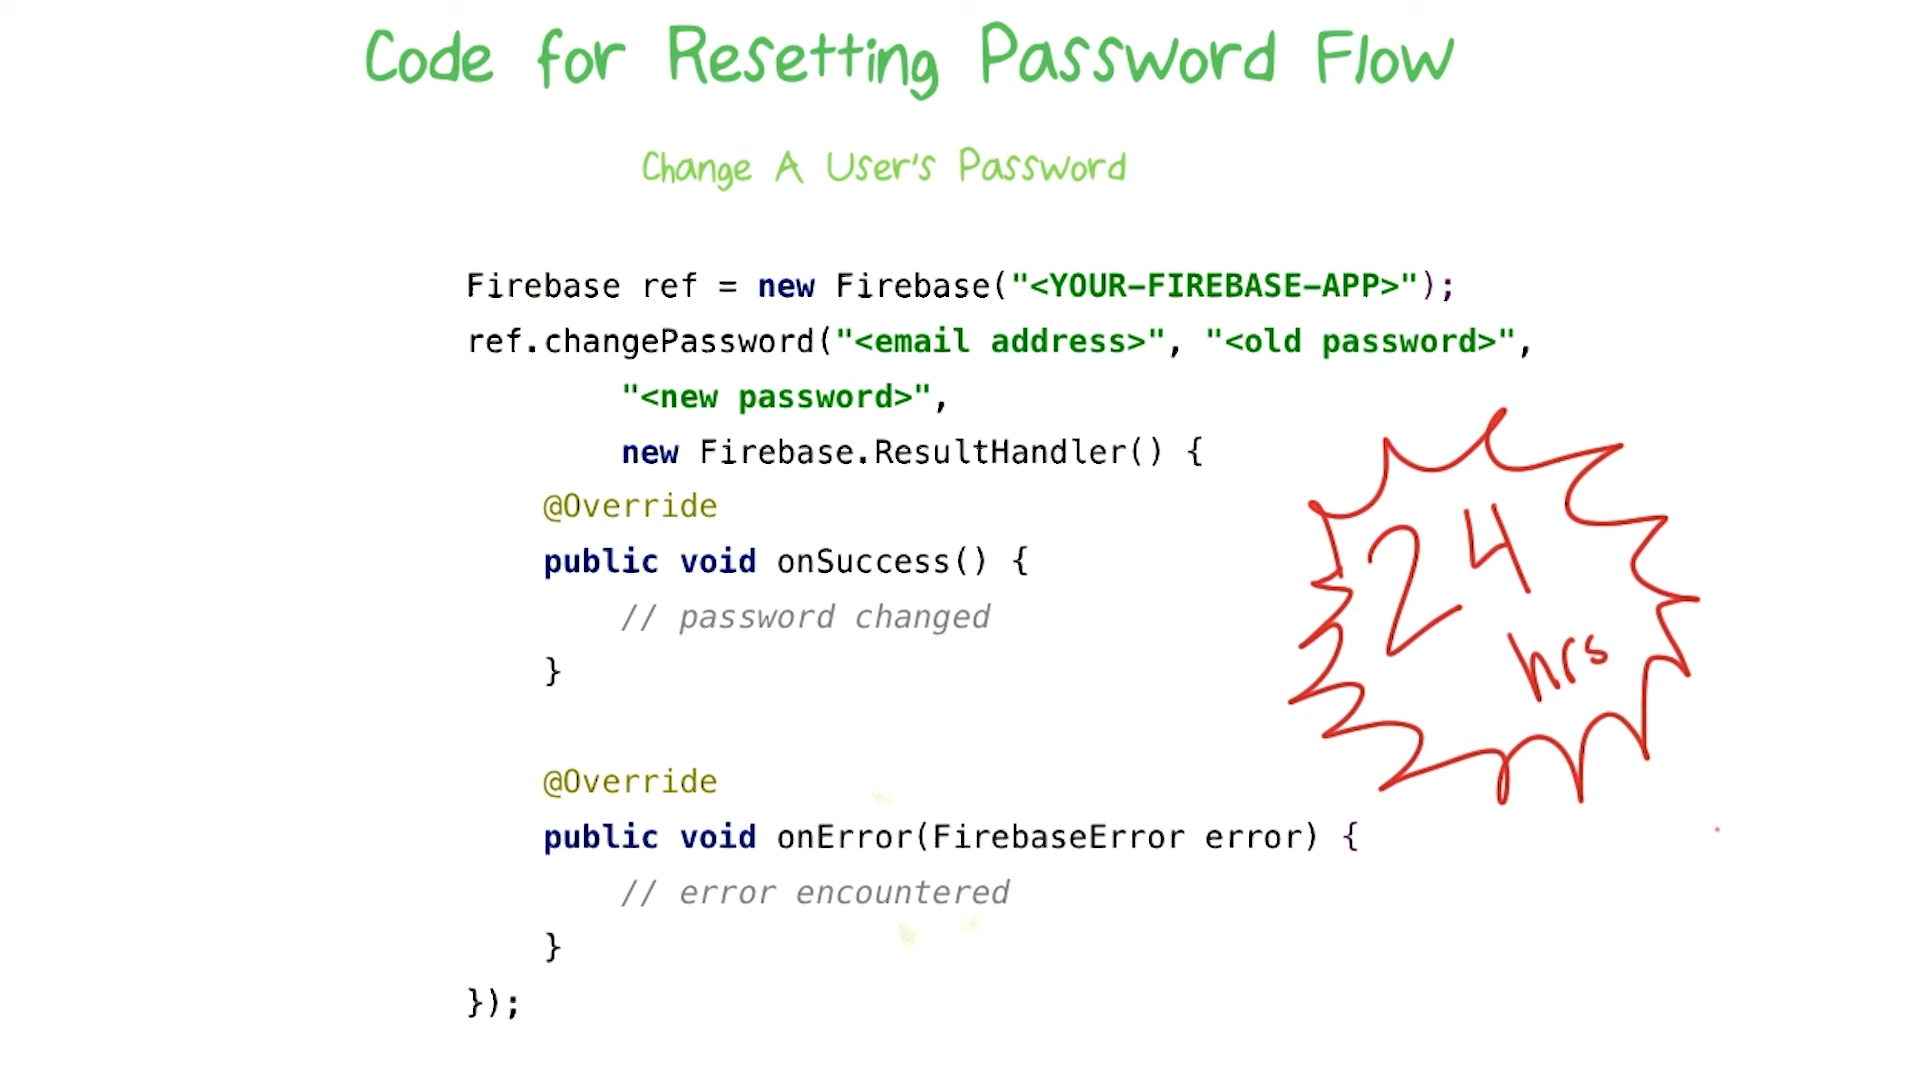 Code for Resetting Password Flow
Change A User's Password
Firebase ref = new Firebase("<YOUR-FIREBASE-APP>");
ref.changePassword("<email address>", "<old password>",
"<new password>",
new Firebase.ResultHandler() {
@Override
public void onSuccess() {
// password changed
}
@Override
public void onError(FirebaseError error) {
// error encountered
}
});
24
hrs